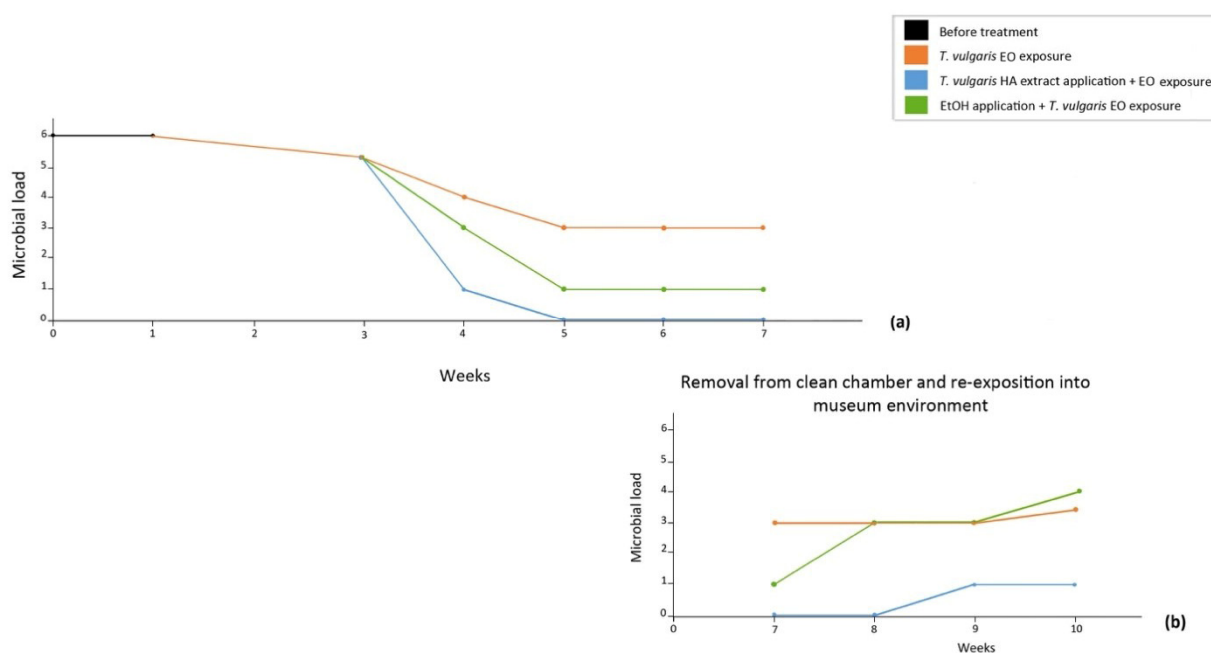 Before treatment
T. vulgaris EO exposure
T. vulgaris HA extract application + EO exposure
EtOH application + T. vulgaris EO exposure
Microbial load
6
5
4
3
2
1
0
0 1 2 3 4 5 6 7
Weeks
(a)
Removal from clean chamber and re-exposition into
museum environment
Microbial load
6
5
4
3
2
1
0
0 7 8 9 10
Weeks
(b)